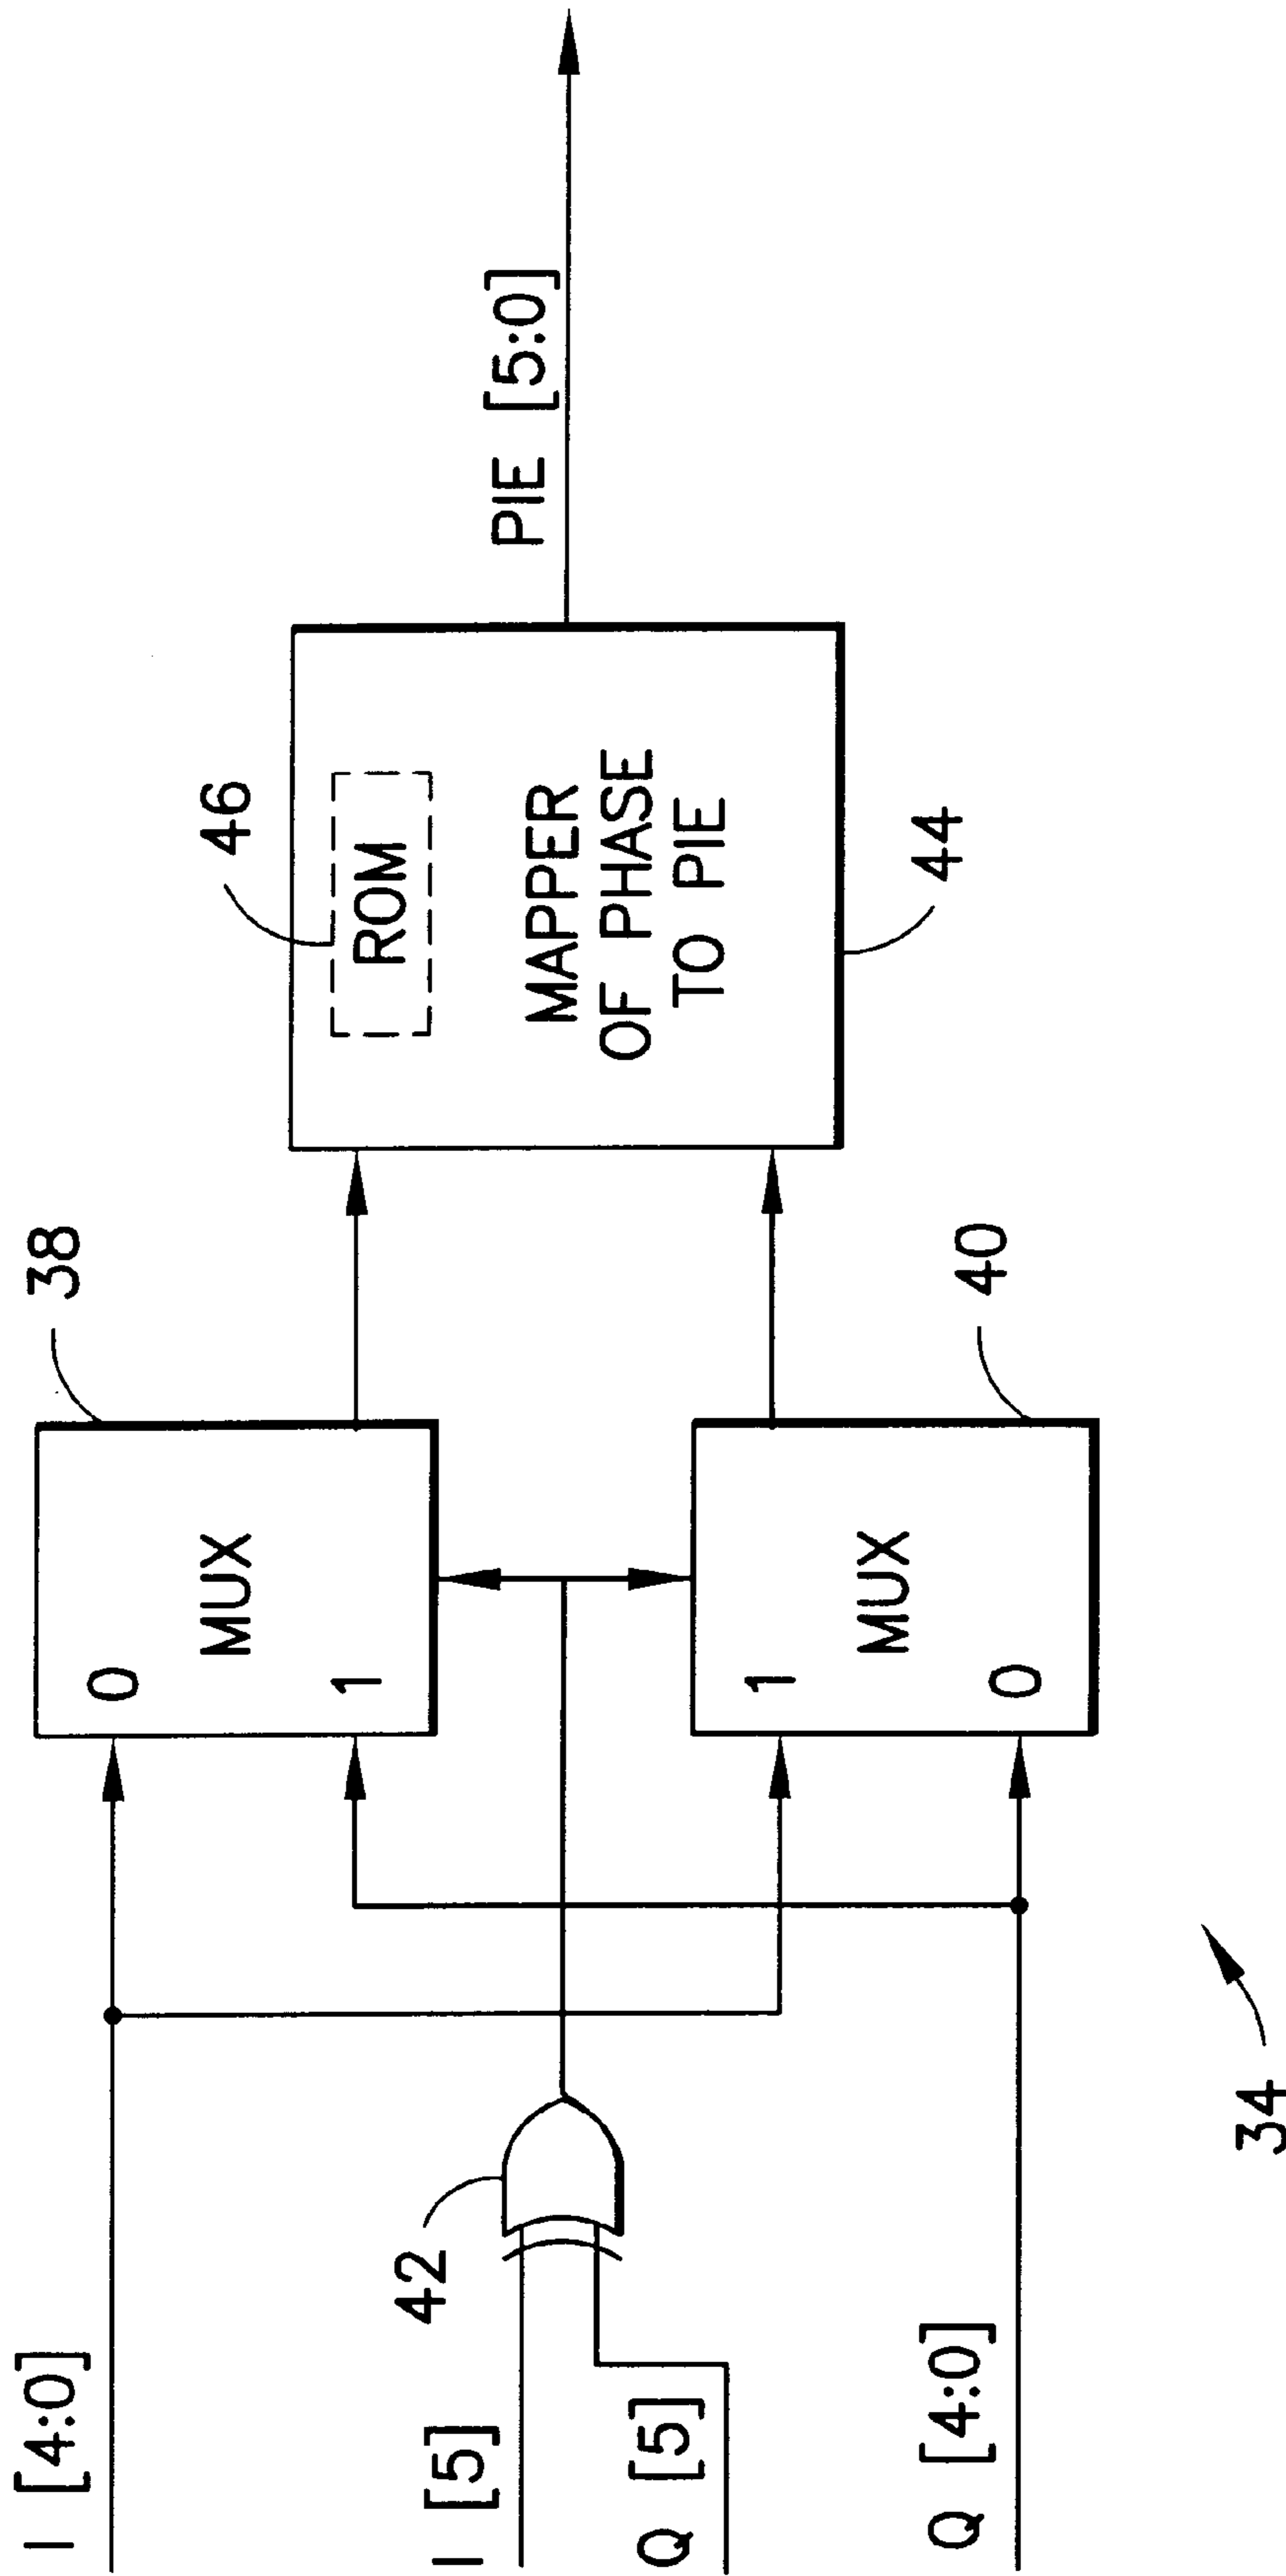 I [4:0]
I [5]
Q [5]
Q [4:0]
42
0
MUX
1
38
1
MUX
0
40
46
ROM
MAPPER
OF PHASE
TO PIE
44
PIE [5:0]
34